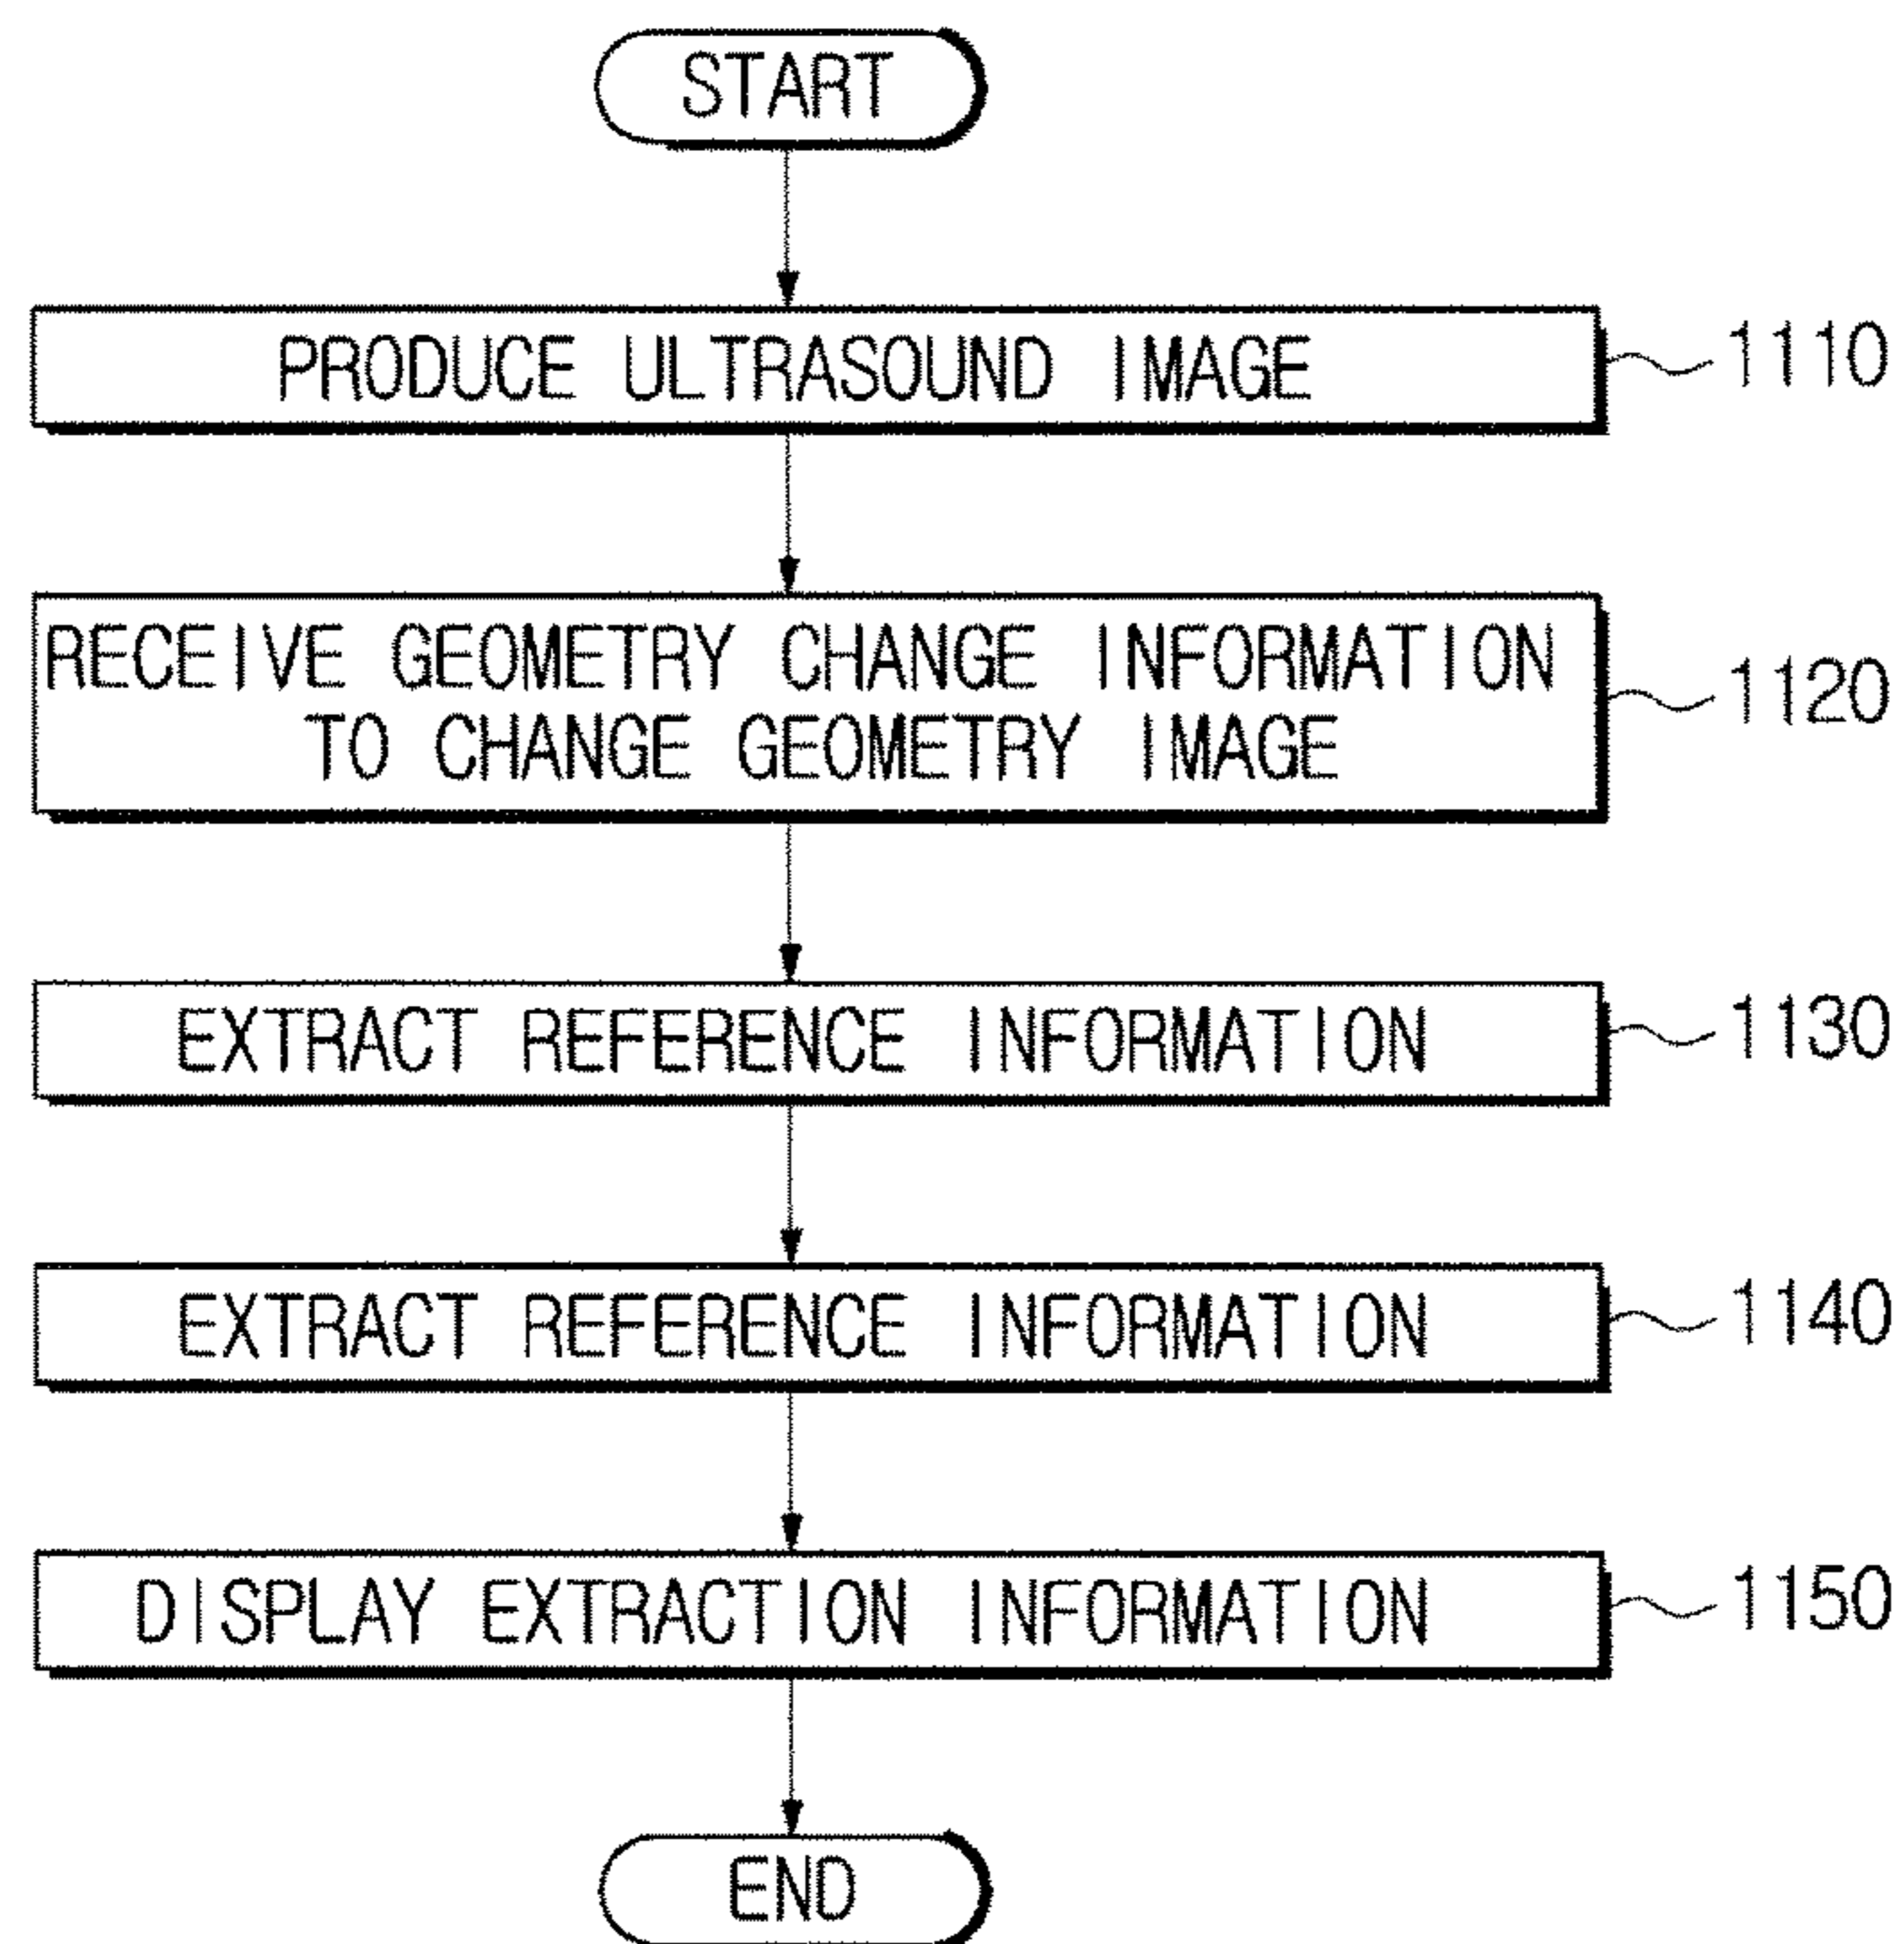 START
PRODUCE ULTRASOUND IMAGE
1110
RECEIVE GEOMETRY CHANGE INFORMATION
TO CHANGE GEOMETRY IMAGE
1120
EXTRACT REFERENCE INFORMATION
1130
EXTRACT REFERENCE INFORMATION
1140
DISPLAY EXTRACTION INFORMATION
1150
END